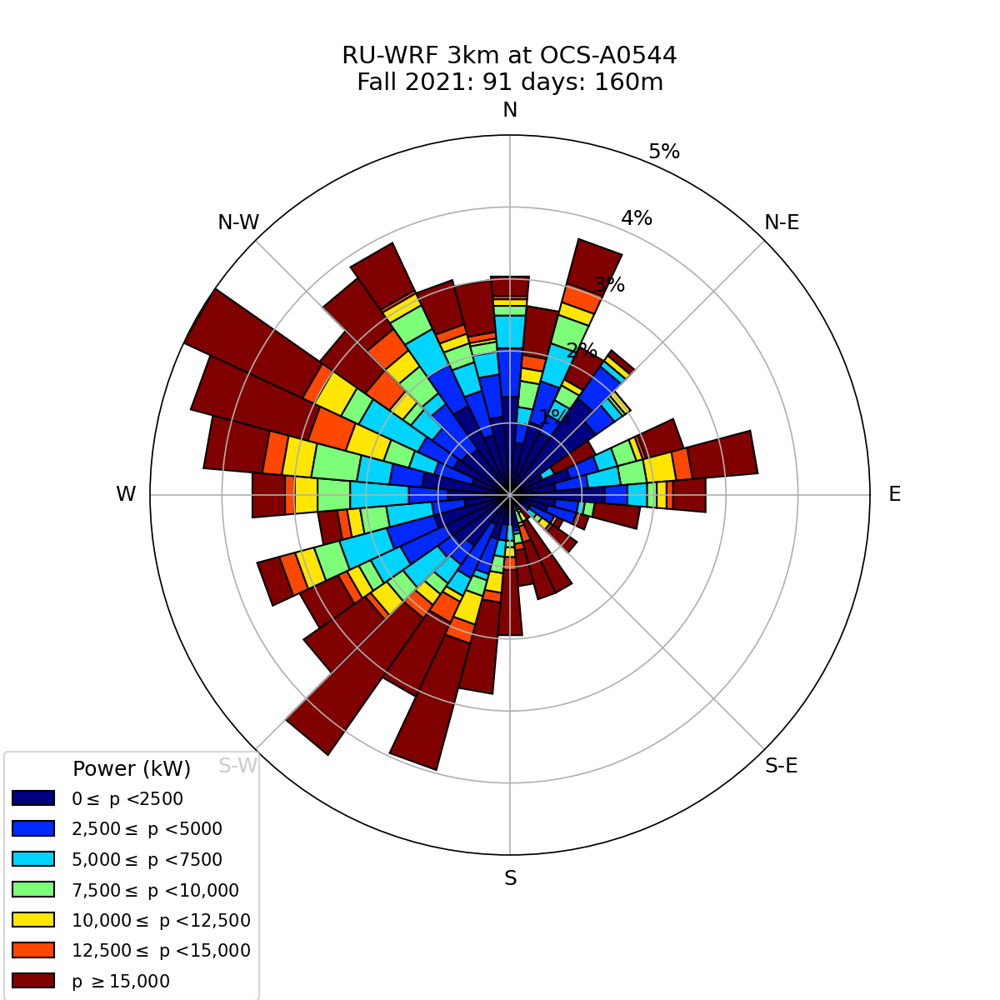 RU-WRF 3km at OCS-A0544
Fall 2021: 91 days: 160m
N
5%
N-W
N-E
4%
3%
2%
1%
W
E
S-W
S-E
S
Power (kW)
0≤ p <2500
2,500≤ p <5000
5,000≤ p <7500
7,500≤ p <10,000
10,000≤ p <12,500
12,500≤ p <15,000
p ≥15,000